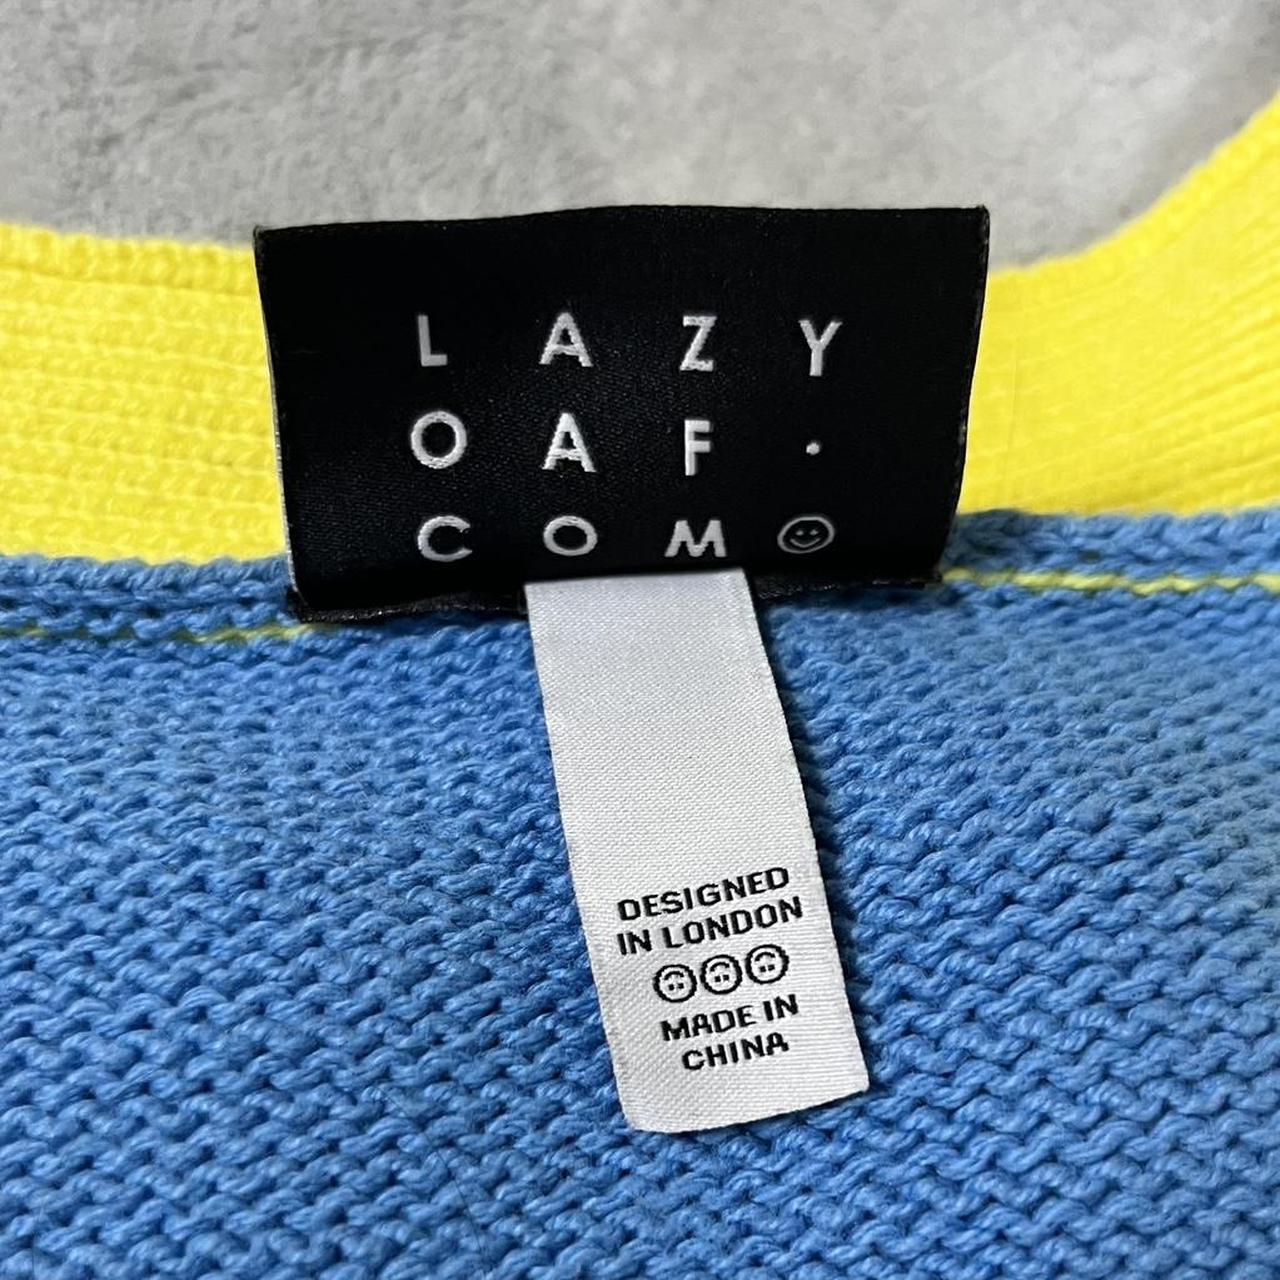 LAZY
OAF.
COM
DESIGNED
IN LONDON
MADE IN
CHINA